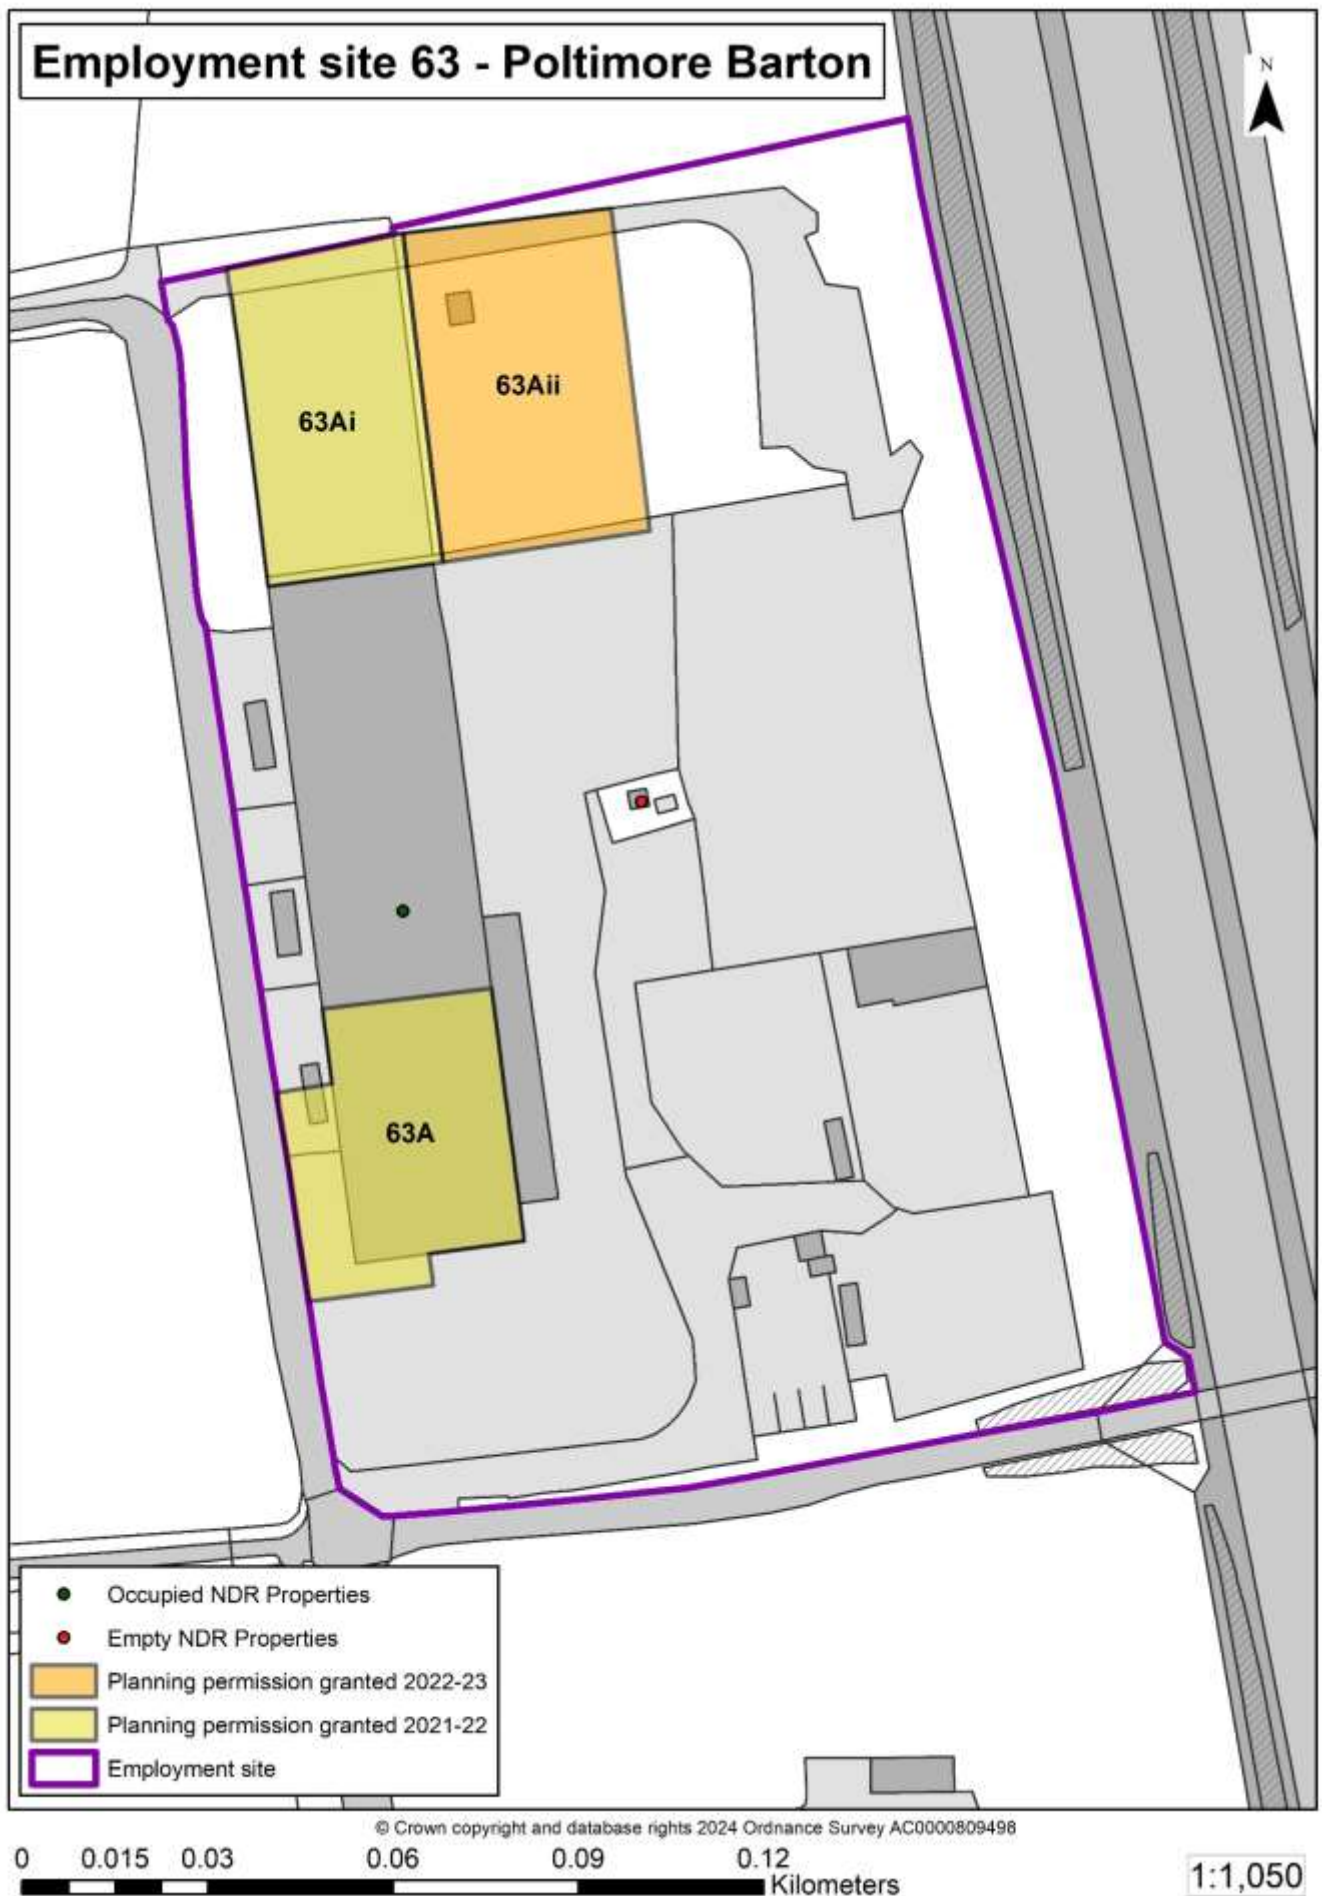 Employment site 63 - Poltimore Barton
N
63Aii
63Ai
63A
Occupied NDR Properties
Empty NDR Properties
Planning permission granted 2022-23
Planning permission granted 2021-22
Employment site
© Crown copyright and database rights 2024 Ordnance Survey AC0000809498
0 0.015 0.03 0.06 0.09 0.12
Kilometers
1:1,050